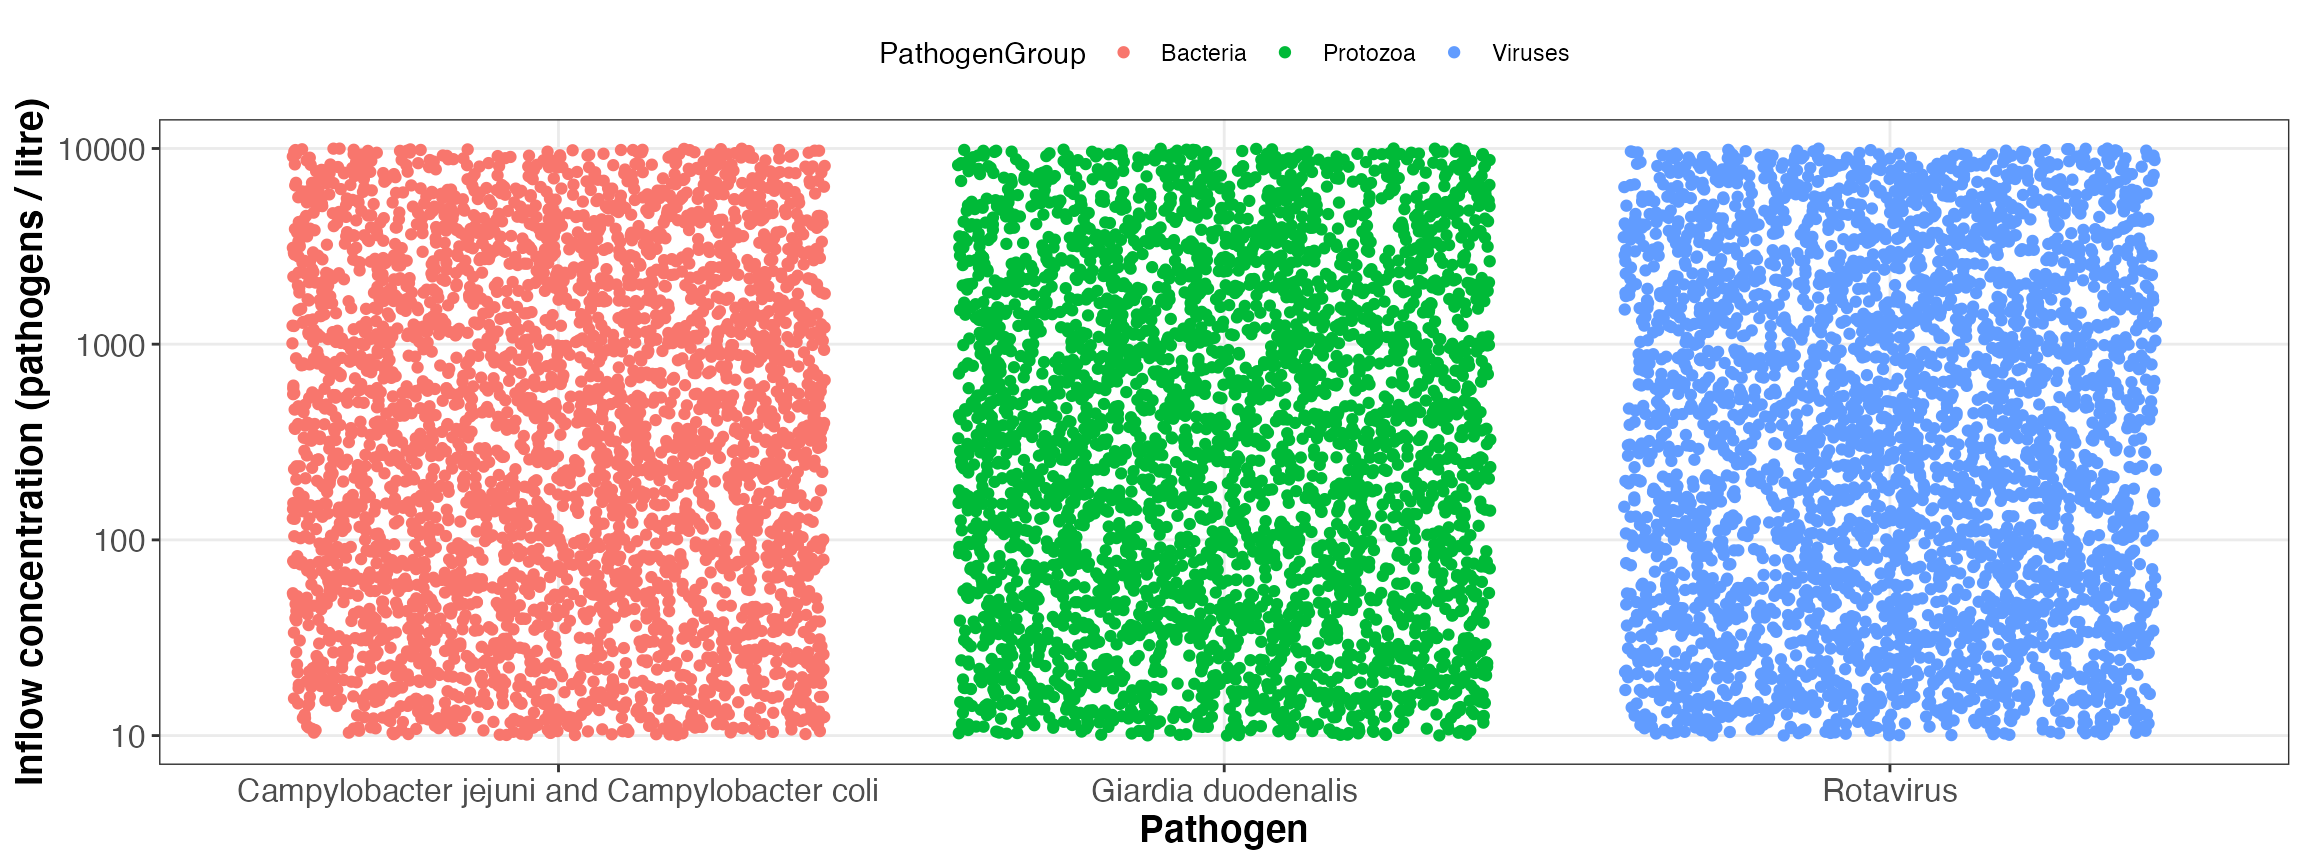 PathogenGroup Bacteria Protozoa Viruses
Inflow concentration (pathogens / litre)
10000
1000
100
10
Campylobacter jejuni and Campylobacter coli Giardia duodenalis Rotavirus
Pathogen